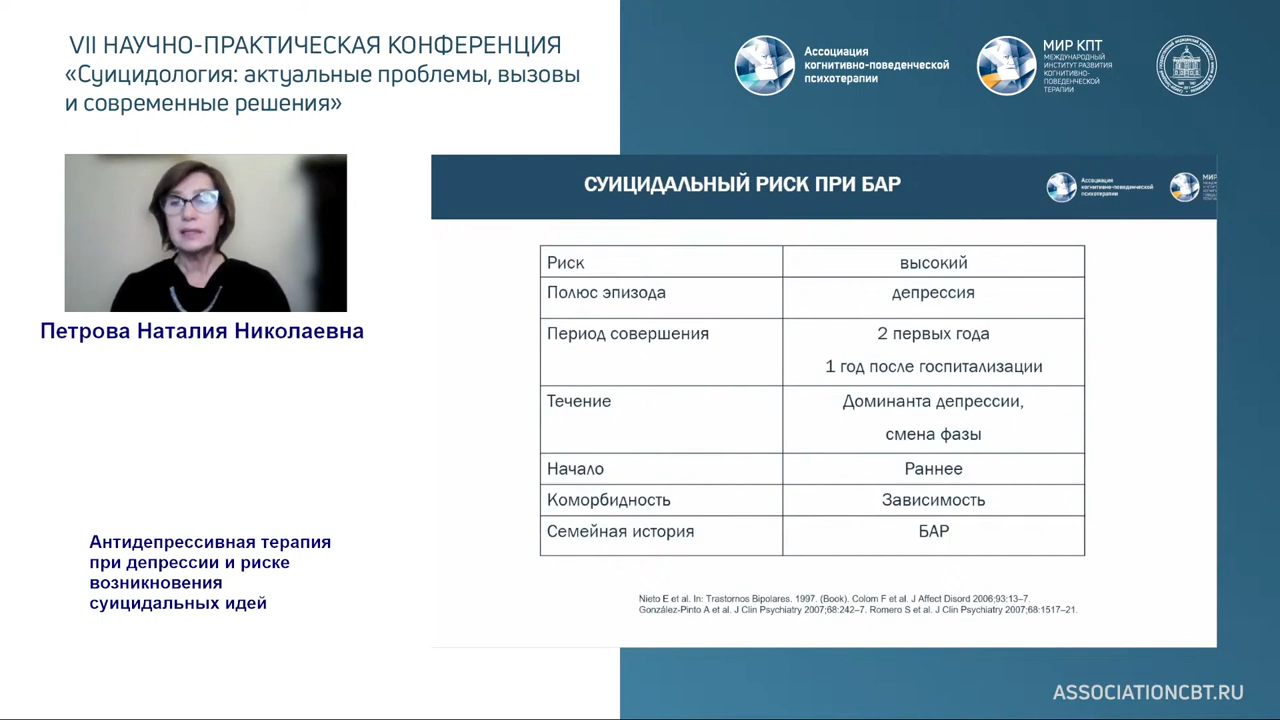 VII НАУЧНО-ПРАКТИЧЕСКАЯ КОНФЕРЕНЦИЯ
«Суицидология: актуальные проблемы, вызовы
и современные решения»
Ассоциация
когнитивно-поведенческой
психотерапии
МИР КПТ
МЕЖДУНАРОДНЫЙ
ИНСТИТУТ РАЗВИТИЯ
КОГНИТИВНО-
ПОВЕДЕНЧЕСКОЙ
ТЕРАПИИ
Петрова Наталия Николаевна
Антидепрессивная терапия
при депрессии и риске
возникновения
суицидальных идей
СУИЦИДАЛЬНЫЙ РИСК ПРИ БАР
Ассоциация
когнитивно-поведенческой
психотерапии
МИР
Риск высокий
Полюс эпизода депрессия
Период совершения 2 первых года
1 год после госпитализации
Течение Доминанта депрессии,
смена фазы
Начало Раннее
Коморбидность Зависимость
Семейная история БАР
Nieto E et al. In: Trastornos Bipolares. 1997. (Book). Colom F et al. J Affect Disord 2006;93:13–7.
González-Pinto A et al. J Clin Psychiatry 2007;68:242–7. Romero S et al. J Clin Psychiatry 2007;68:1517–21.
ASSOCIATIONCBT.RU